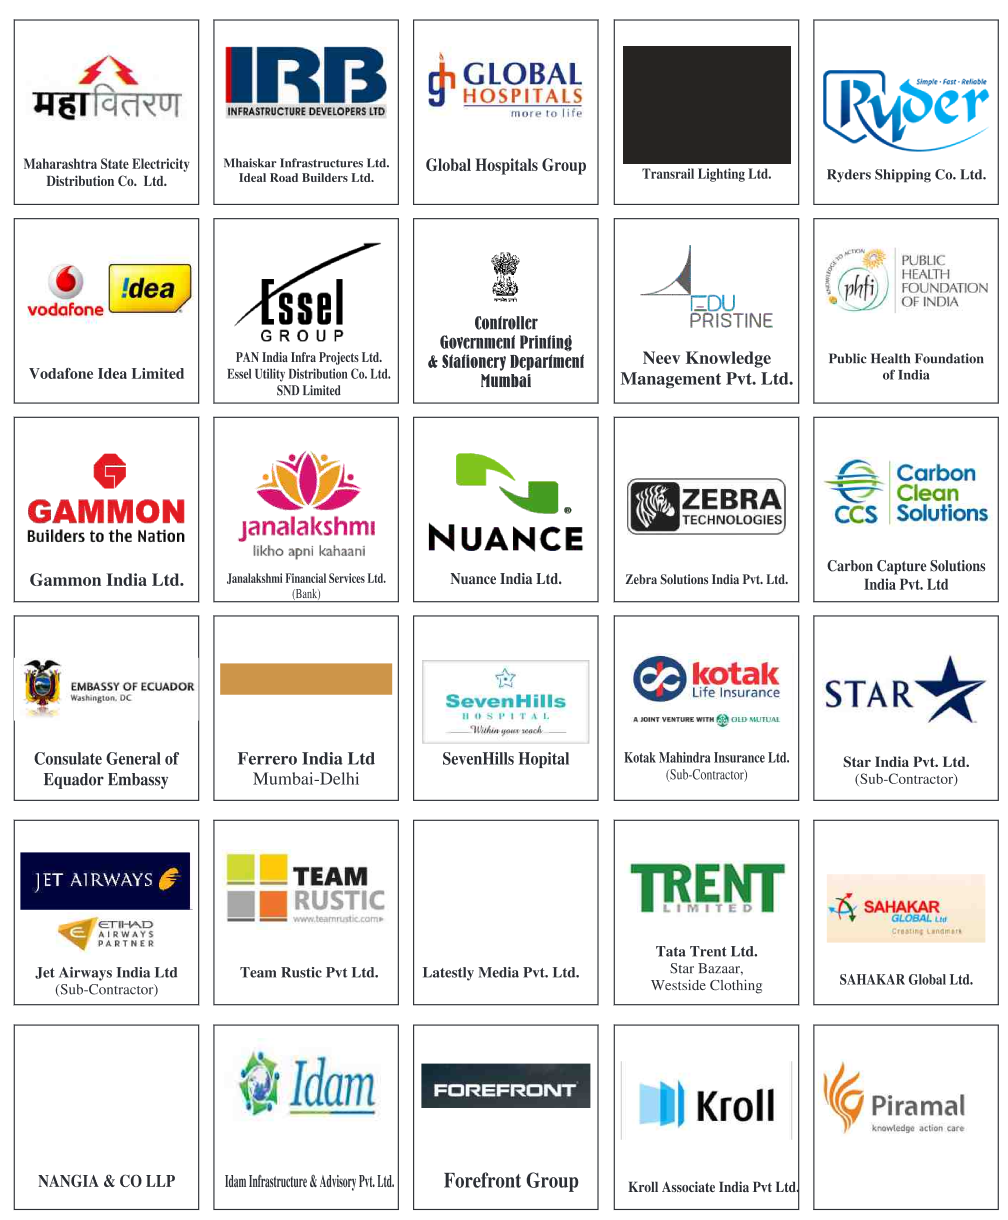 महावितरण
Maharashtra State Electricity
Distribution Co. Ltd.
IRB
INFRASTRUCTURE DEVELOPERS LTD
Mhaiskar Infrastructures Ltd.
Ideal Road Builders Ltd.
gh GLOBAL
HOSPITALS
more to life
Global Hospitals Group
Transrail Lighting Ltd.
Simple - Fast - Reliable
Ryder
Ryders Shipping Co. Ltd.
vodafone
!dea
Vodafone Idea Limited
Essel
GROUP
PAN India Infra Projects Ltd.
Essel Utility Distribution Co. Ltd.
SND Limited
Controller
Government Printing
& Stationery Department
Mumbai
EDU
PRISTINE
Neev Knowledge
Management Pvt. Ltd.
KNOWLEDGE TO ACTION
phfi
PUBLIC
HEALTH
FOUNDATION
OF INDIA
Public Health Foundation
of India
GAMMON
Builders to the Nation
Gammon India Ltd.
janalakshmi
likho apni kahaani
Janalakshmi Financial Services Ltd.
(Bank)
NUANCE®
Nuance India Ltd.
ZEBRA
TECHNOLOGIES
Zebra Solutions India Pvt. Ltd.
CCS
Carbon
Clean
Solutions
Carbon Capture Solutions
India Pvt. Ltd
EMBASSY OF ECUADOR
Washington, DC
Consulate General of
Equador Embassy
Ferrero India Ltd
Mumbai-Delhi
SevenHills
HOSPITAL
Within your reach
SevenHills Hopital
kotak
Life Insurance
A JOINT VENTURE WITH OLD MUTUAL
Kotak Mahindra Insurance Ltd.
(Sub-Contractor)
STAR
Star India Pvt. Ltd.
(Sub-Contractor)
JET AIRWAYS
ETIHAD
AIRWAYS
PARTNER
Jet Airways India Ltd
(Sub-Contractor)
TEAM
RUSTIC
www.teamrustic.com
Team Rustic Pvt Ltd.
Latestly Media Pvt. Ltd.
TRENT
LIMITED
Tata Trent Ltd.
Star Bazaar,
Westside Clothing
SAHAKAR
GLOBAL Ltd
Creating Landmark
SAHAKAR Global Ltd.
NANGIA & CO LLP
Idam
Idam Infrastructure & Advisory Pvt. Ltd.
FOREFRONT
Forefront Group
Kroll
Kroll Associate India Pvt Ltd.
Piramal
knowledge action care